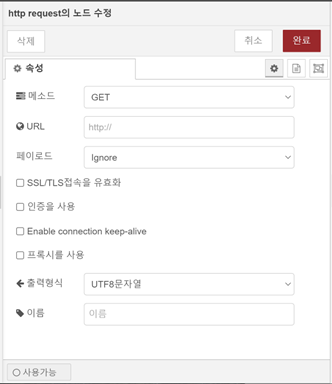 http request의 노드 수정
삭제
취소
완료
속성
메소드
GET
URL
http://
페이로드
Ignore
SSL/TLS접속을 유효화
인증을 사용
Enable connection keep-alive
프록시를 사용
출력형식
UTF8문자열
이름
이름
사용가능